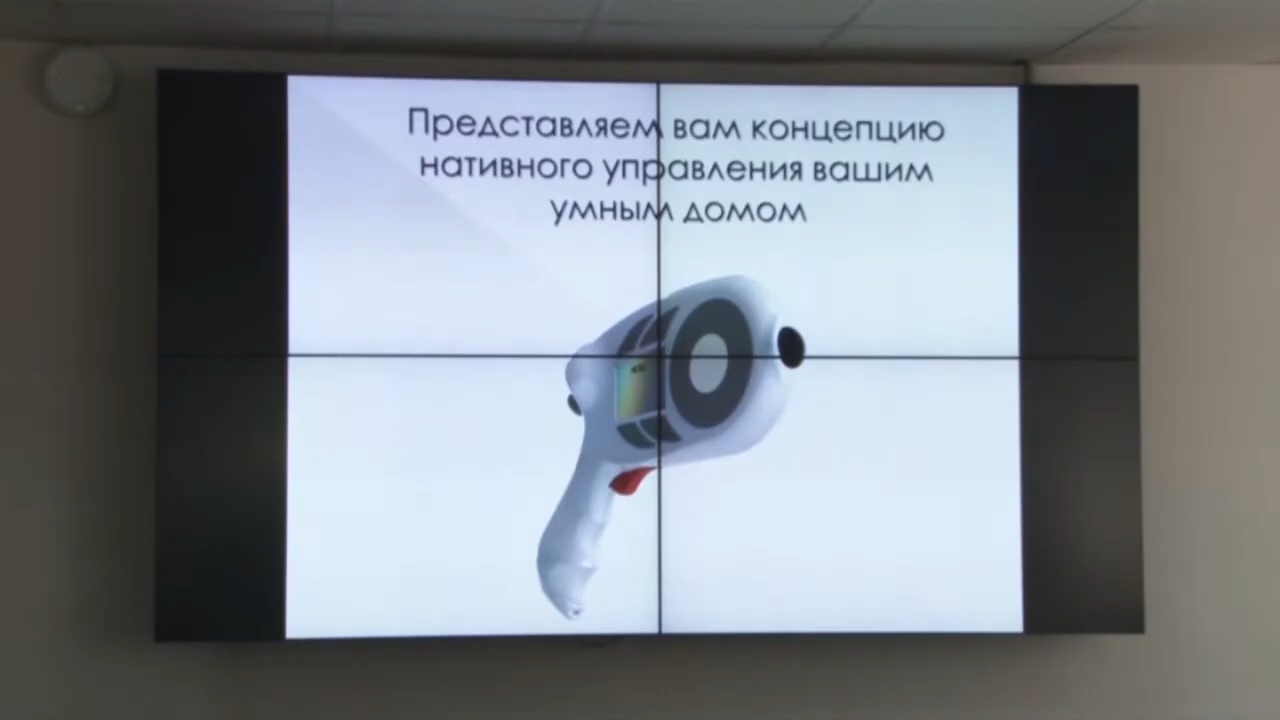 Представляем вам концепцию
нативного управления вашим
умным домом